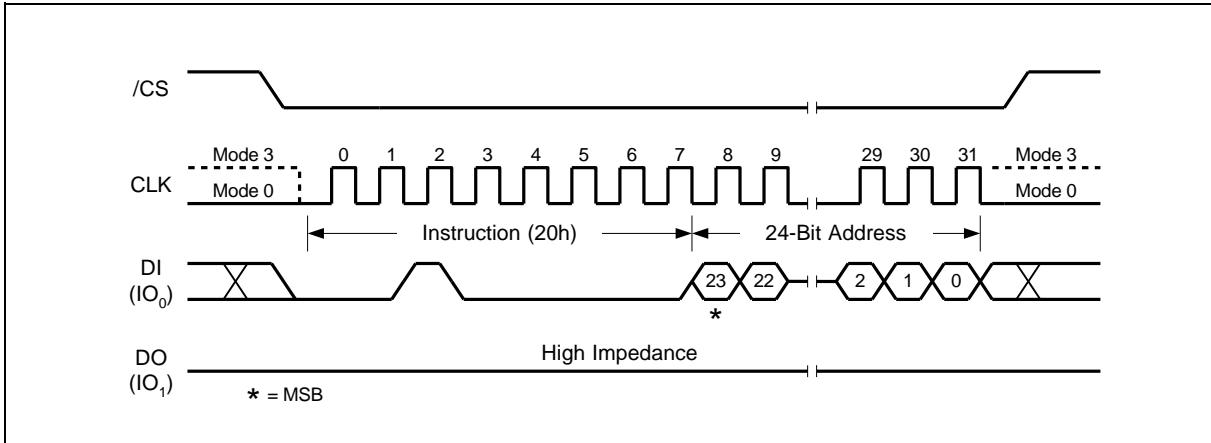 /CS
Mode 3 0 1 2 3 4 5 6 7 8 9 29 30 31 Mode 3
CLK Mode 0 Mode 0
Instruction (20h) 24-Bit Address
DI
(IO0)
23 22 2 1 0
*
High Impedance
DO
(IO1)
* = MSB